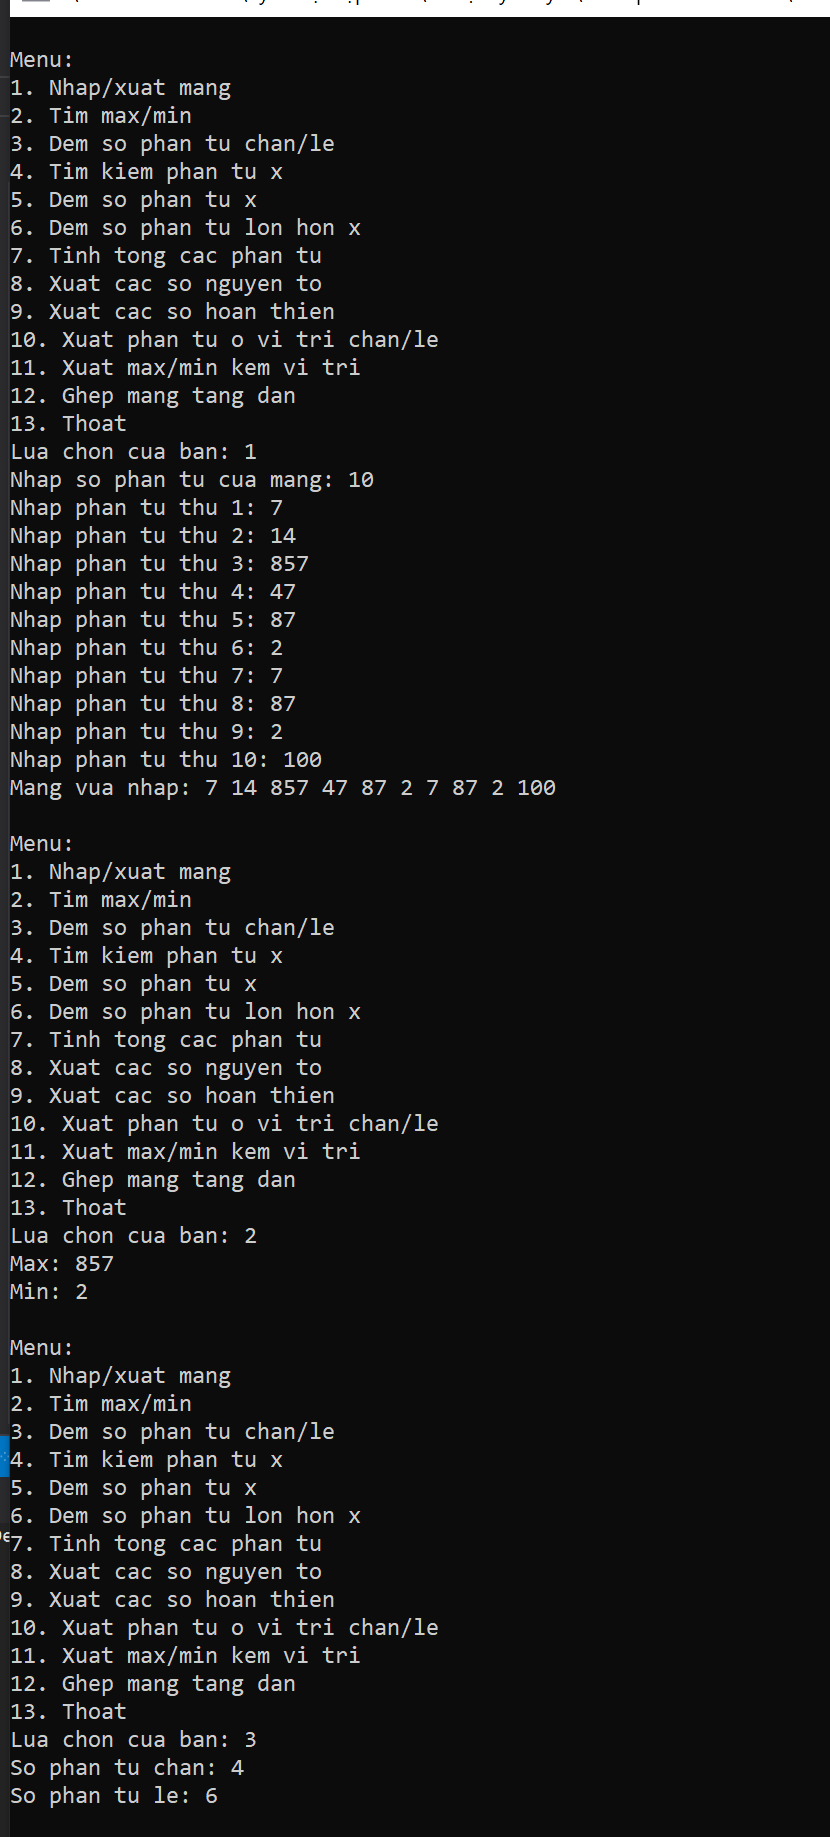 Menu:
1. Nhap/xuat mang
2. Tim max/min
3. Dem so phan tu chan/le
4. Tim kiem phan tu x
5. Dem so phan tu x
6. Dem so phan tu lon hon x
7. Tinh tong cac phan tu
8. Xuat cac so nguyen to
9. Xuat cac so hoan thien
10. Xuat phan tu o vi tri chan/le
11. Xuat max/min kem vi tri
12. Ghep mang tang dan
13. Thoat
Lua chon cua ban: 1
Nhap so phan tu cua mang: 10
Nhap phan tu thu 1: 7
Nhap phan tu thu 2: 14
Nhap phan tu thu 3: 857
Nhap phan tu thu 4: 47
Nhap phan tu thu 5: 87
Nhap phan tu thu 6: 2
Nhap phan tu thu 7: 7
Nhap phan tu thu 8: 87
Nhap phan tu thu 9: 2
Nhap phan tu thu 10: 100
Mang vua nhap: 7 14 857 47 87 2 7 87 2 100
Menu:
1. Nhap/xuat mang
2. Tim max/min
3. Dem so phan tu chan/le
4. Tim kiem phan tu x
5. Dem so phan tu x
6. Dem so phan tu lon hon x
7. Tinh tong cac phan tu
8. Xuat cac so nguyen to
9. Xuat cac so hoan thien
10. Xuat phan tu o vi tri chan/le
11. Xuat max/min kem vi tri
12. Ghep mang tang dan
13. Thoat
Lua chon cua ban: 2
Max: 857
Min: 2
Menu:
1. Nhap/xuat mang
2. Tim max/min
3. Dem so phan tu chan/le
4. Tim kiem phan tu x
5. Dem so phan tu x
6. Dem so phan tu lon hon x
7. Tinh tong cac phan tu
8. Xuat cac so nguyen to
9. Xuat cac so hoan thien
10. Xuat phan tu o vi tri chan/le
11. Xuat max/min kem vi tri
12. Ghep mang tang dan
13. Thoat
Lua chon cua ban: 3
So phan tu chan: 4
So phan tu le: 6